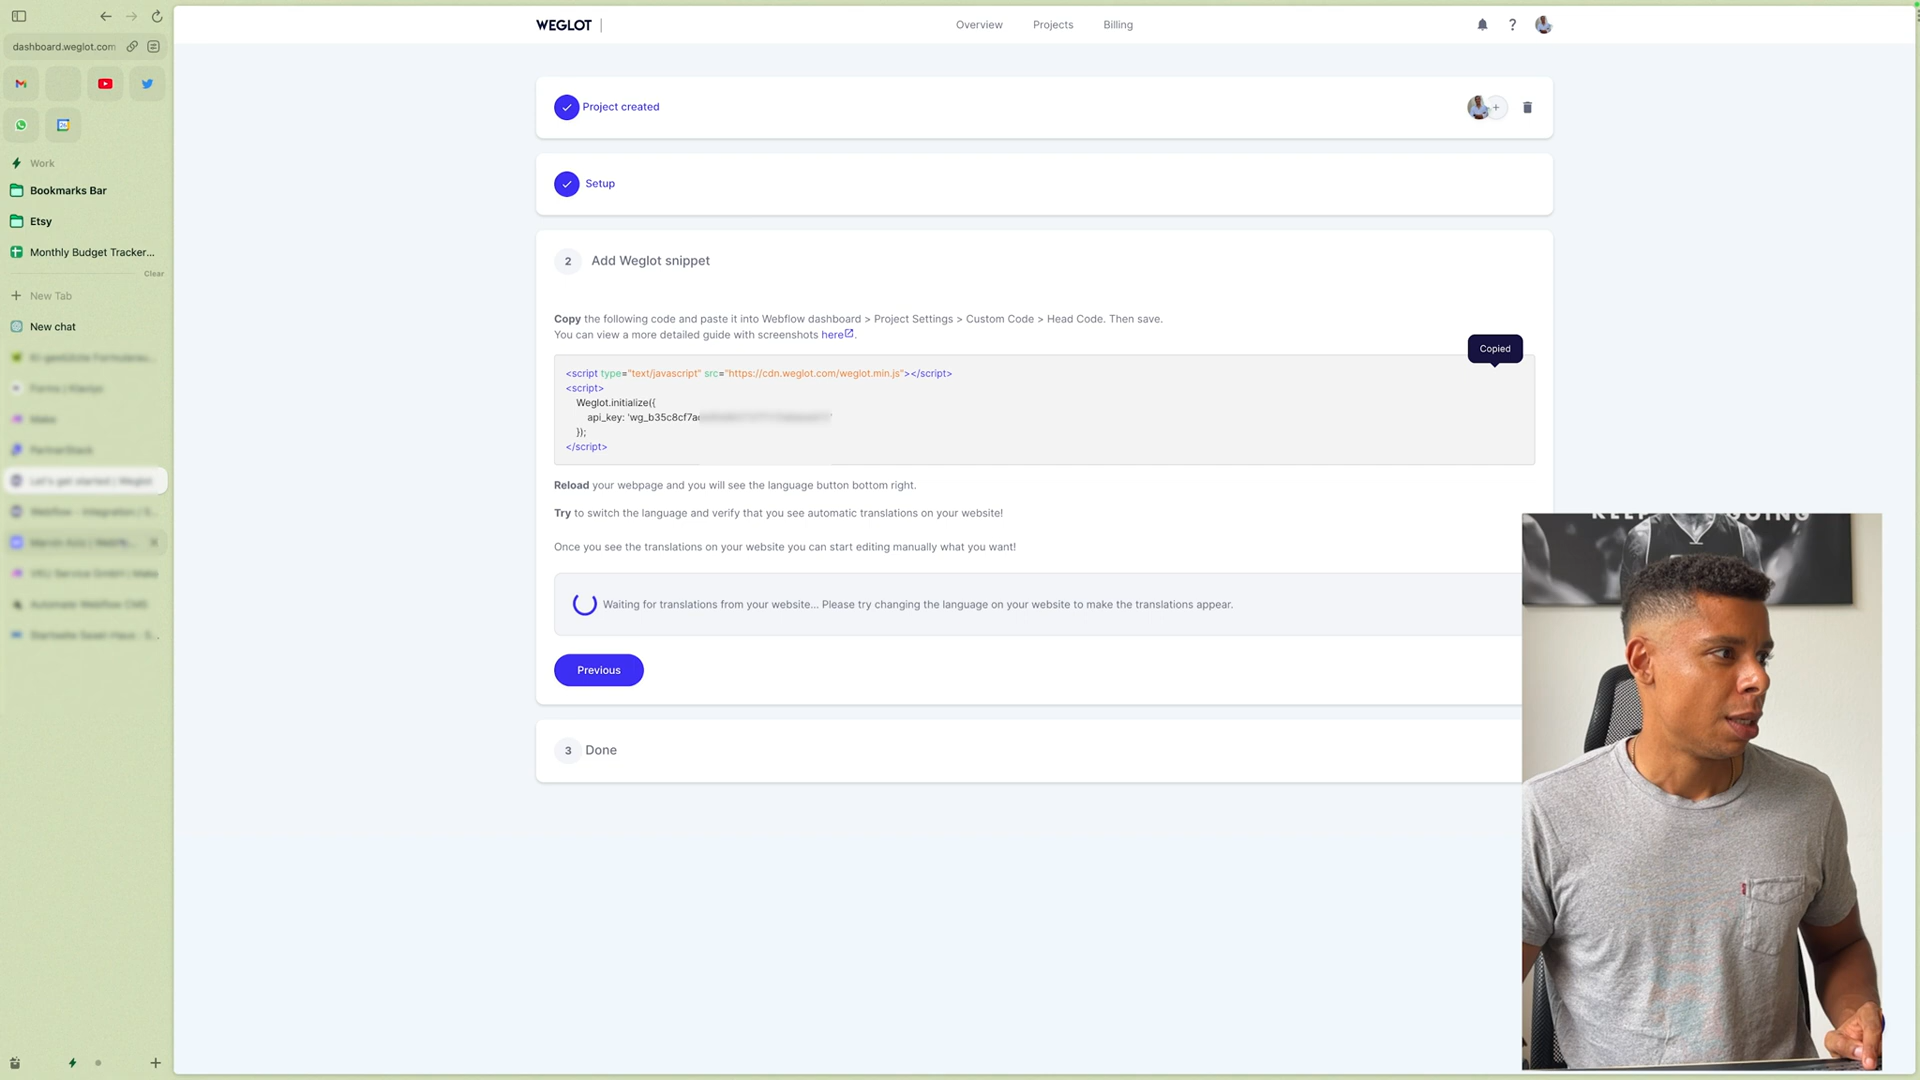 dashboard.weglot.com
Work
Bookmarks Bar
Etsy
Monthly Budget Tracker...
Clear
New Tab
New chat
WEGLOT
Overview
Projects
Billing
Project created
Setup
2 Add Weglot snippet
Copy the following code and paste it into Webflow dashboard > Project Settings > Custom Code > Head Code. Then save.
You can view a more detailed guide with screenshots here.
Copied
<script type="text/javascript" src="https://cdn.weglot.com/weglot.min.js"></script>
<script>
Weglot.initialize({
api_key: 'wg_b35c8cf7a
});
</script>
Reload your webpage and you will see the language button bottom right.
Try to switch the language and verify that you see automatic translations on your website!
Once you see the translations on your website you can start editing manually what you want!
Waiting for translations from your website... Please try changing the language on your website to make the translations appear.
Previous
3 Done